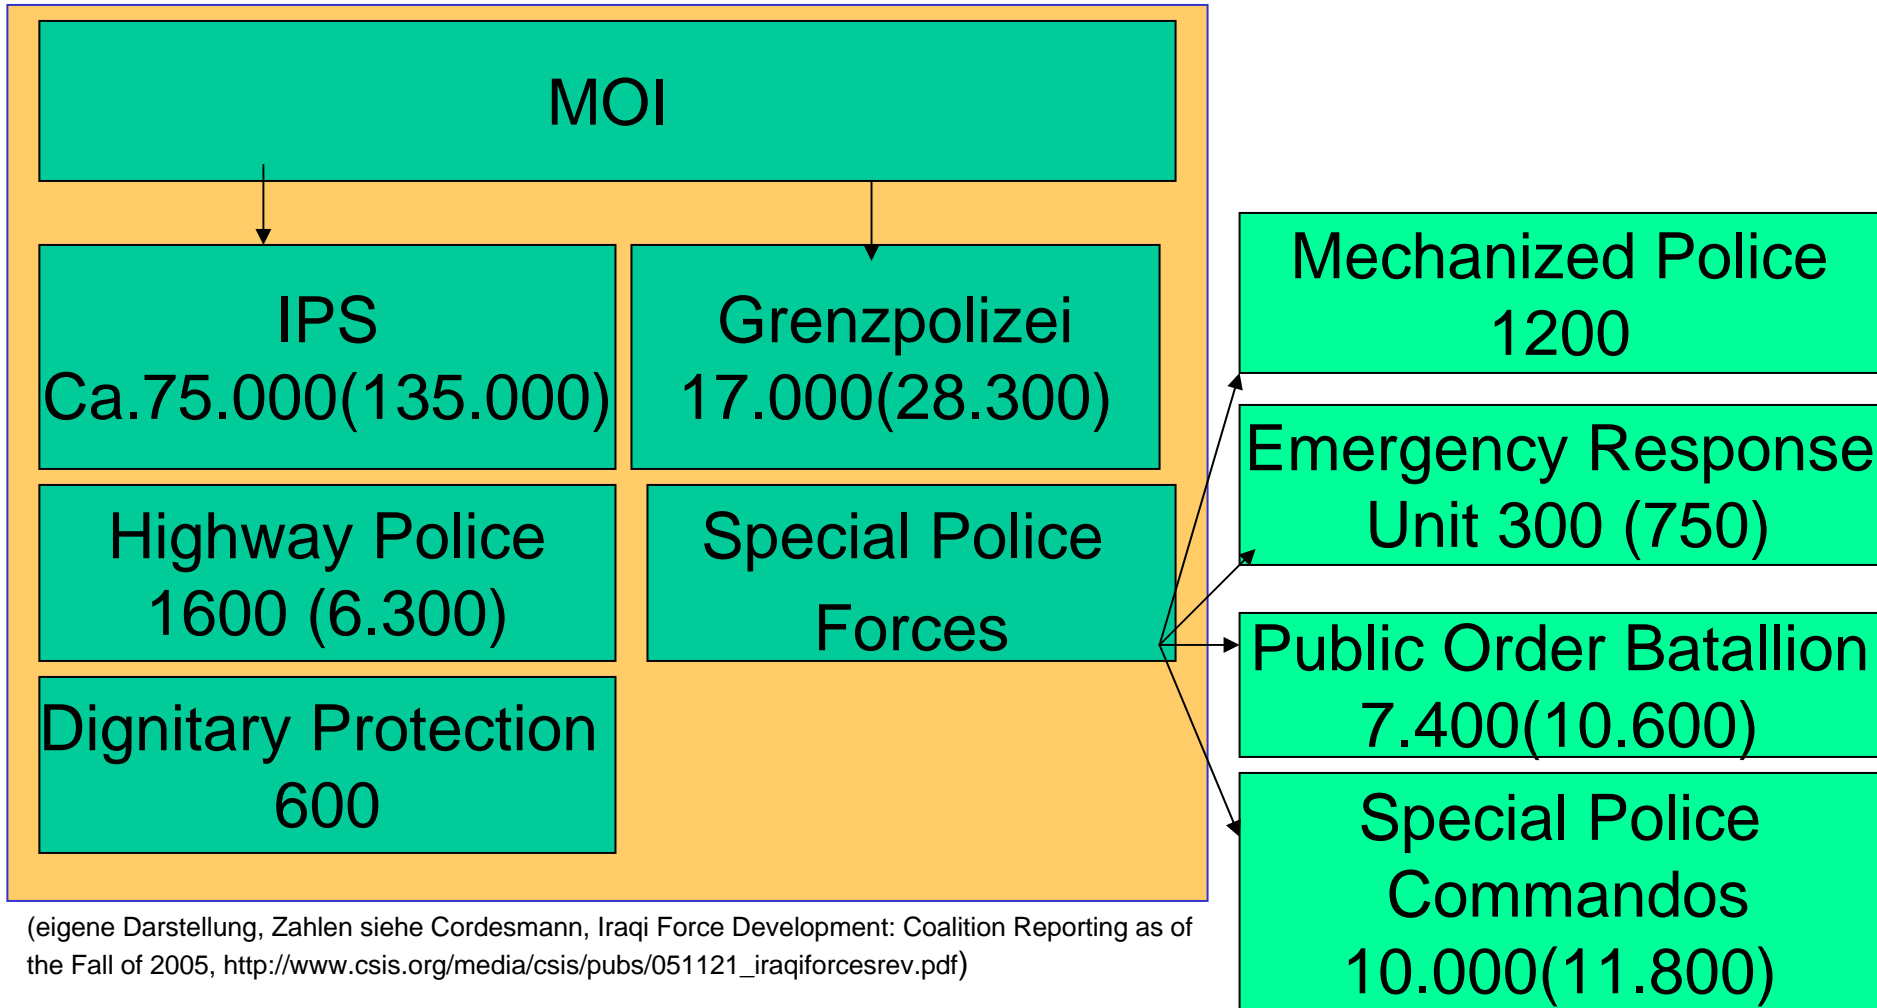 MOI
IPS
Ca.75.000(135.000)
Grenzpolizei
17.000(28.300)
Highway Police
1600 (6.300)
Special Police
Forces
Dignitary Protection
600
Mechanized Police
1200
Emergency Response
Unit 300 (750)
Public Order Batallion
7.400(10.600)
Special Police
Commandos
10.000(11.800)
(eigene Darstellung, Zahlen siehe Cordesmann, Iraqi Force Development: Coalition Reporting as of
the Fall of 2005, http://www.csis.org/media/csis/pubs/051121_iraqiforcesrev.pdf)